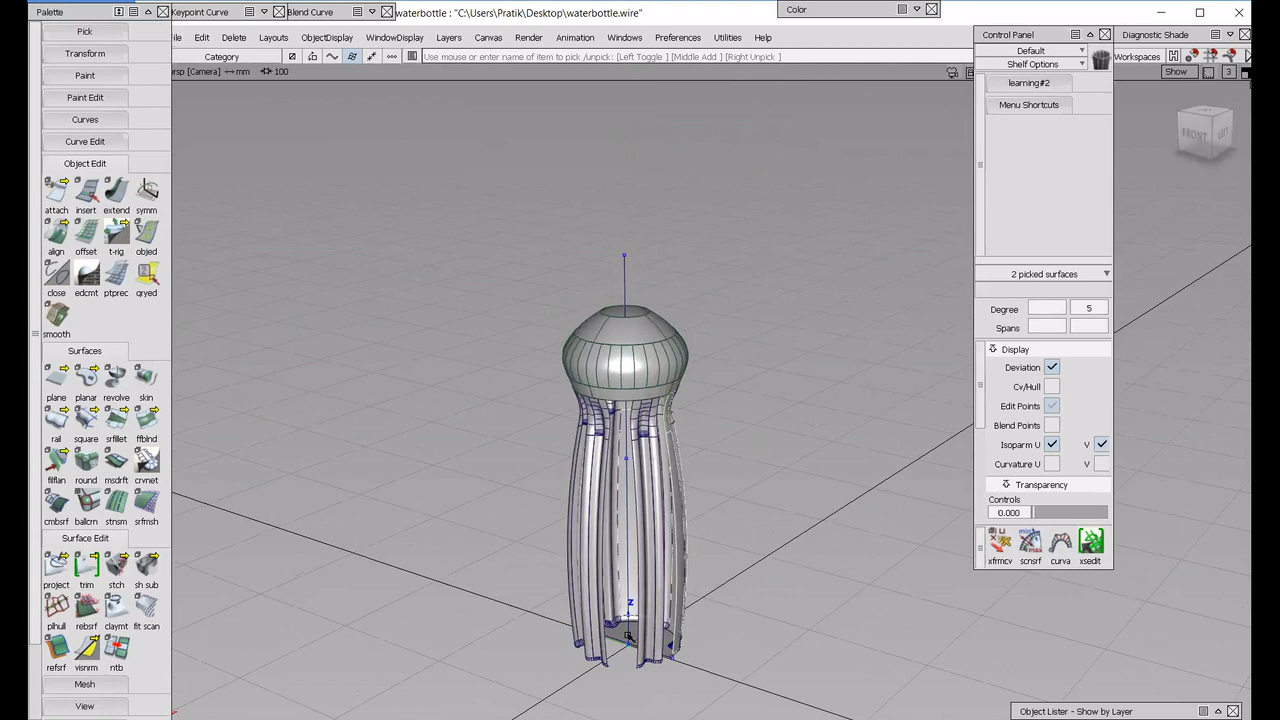 Palette
Keypoint Curve
Blend Curve
waterbottle : "C:\Users\Pratik\Desktop\waterbottle.wire"
Color
Control Panel
Diagnostic Shade
Edit Delete Layouts ObjectDisplay WindowDisplay Layers Canvas Render Animation Windows Preferences Utilities Help
Category
Use mouse or enter name of item to pick /unpick: [Left Toggle ] [Middle Add ] [Right Unpick ]
[Camera] mm 100
Default
Shelf Options
Workspaces
Show 3
learning#2
Menu Shortcuts
FRONT
Pick
Transform
Paint
Paint Edit
Curves
Curve Edit
Object Edit
attach insert extend symm
align offset t-rig objed
close edcmt ptprec qryed
smooth
Surfaces
plane planar revolve skin
rail square srfillet ffblnd
filflan round msdrft crvnet
cmbsrf ballcrn stnsm srfmsh
Surface Edit
project trim stch sh sub
plhull rebsrf claymt fit scan
refsrf visnrm ntb
Mesh
View
2 picked surfaces
Degree 5
Spans
Display
Deviation
Cv/Hull
Edit Points
Blend Points
Isoparm U V
Curvature U V
Transparency
Controls
0.000
xfrmcv scnsrf curva xsedit
Z
Object Lister - Show by Layer